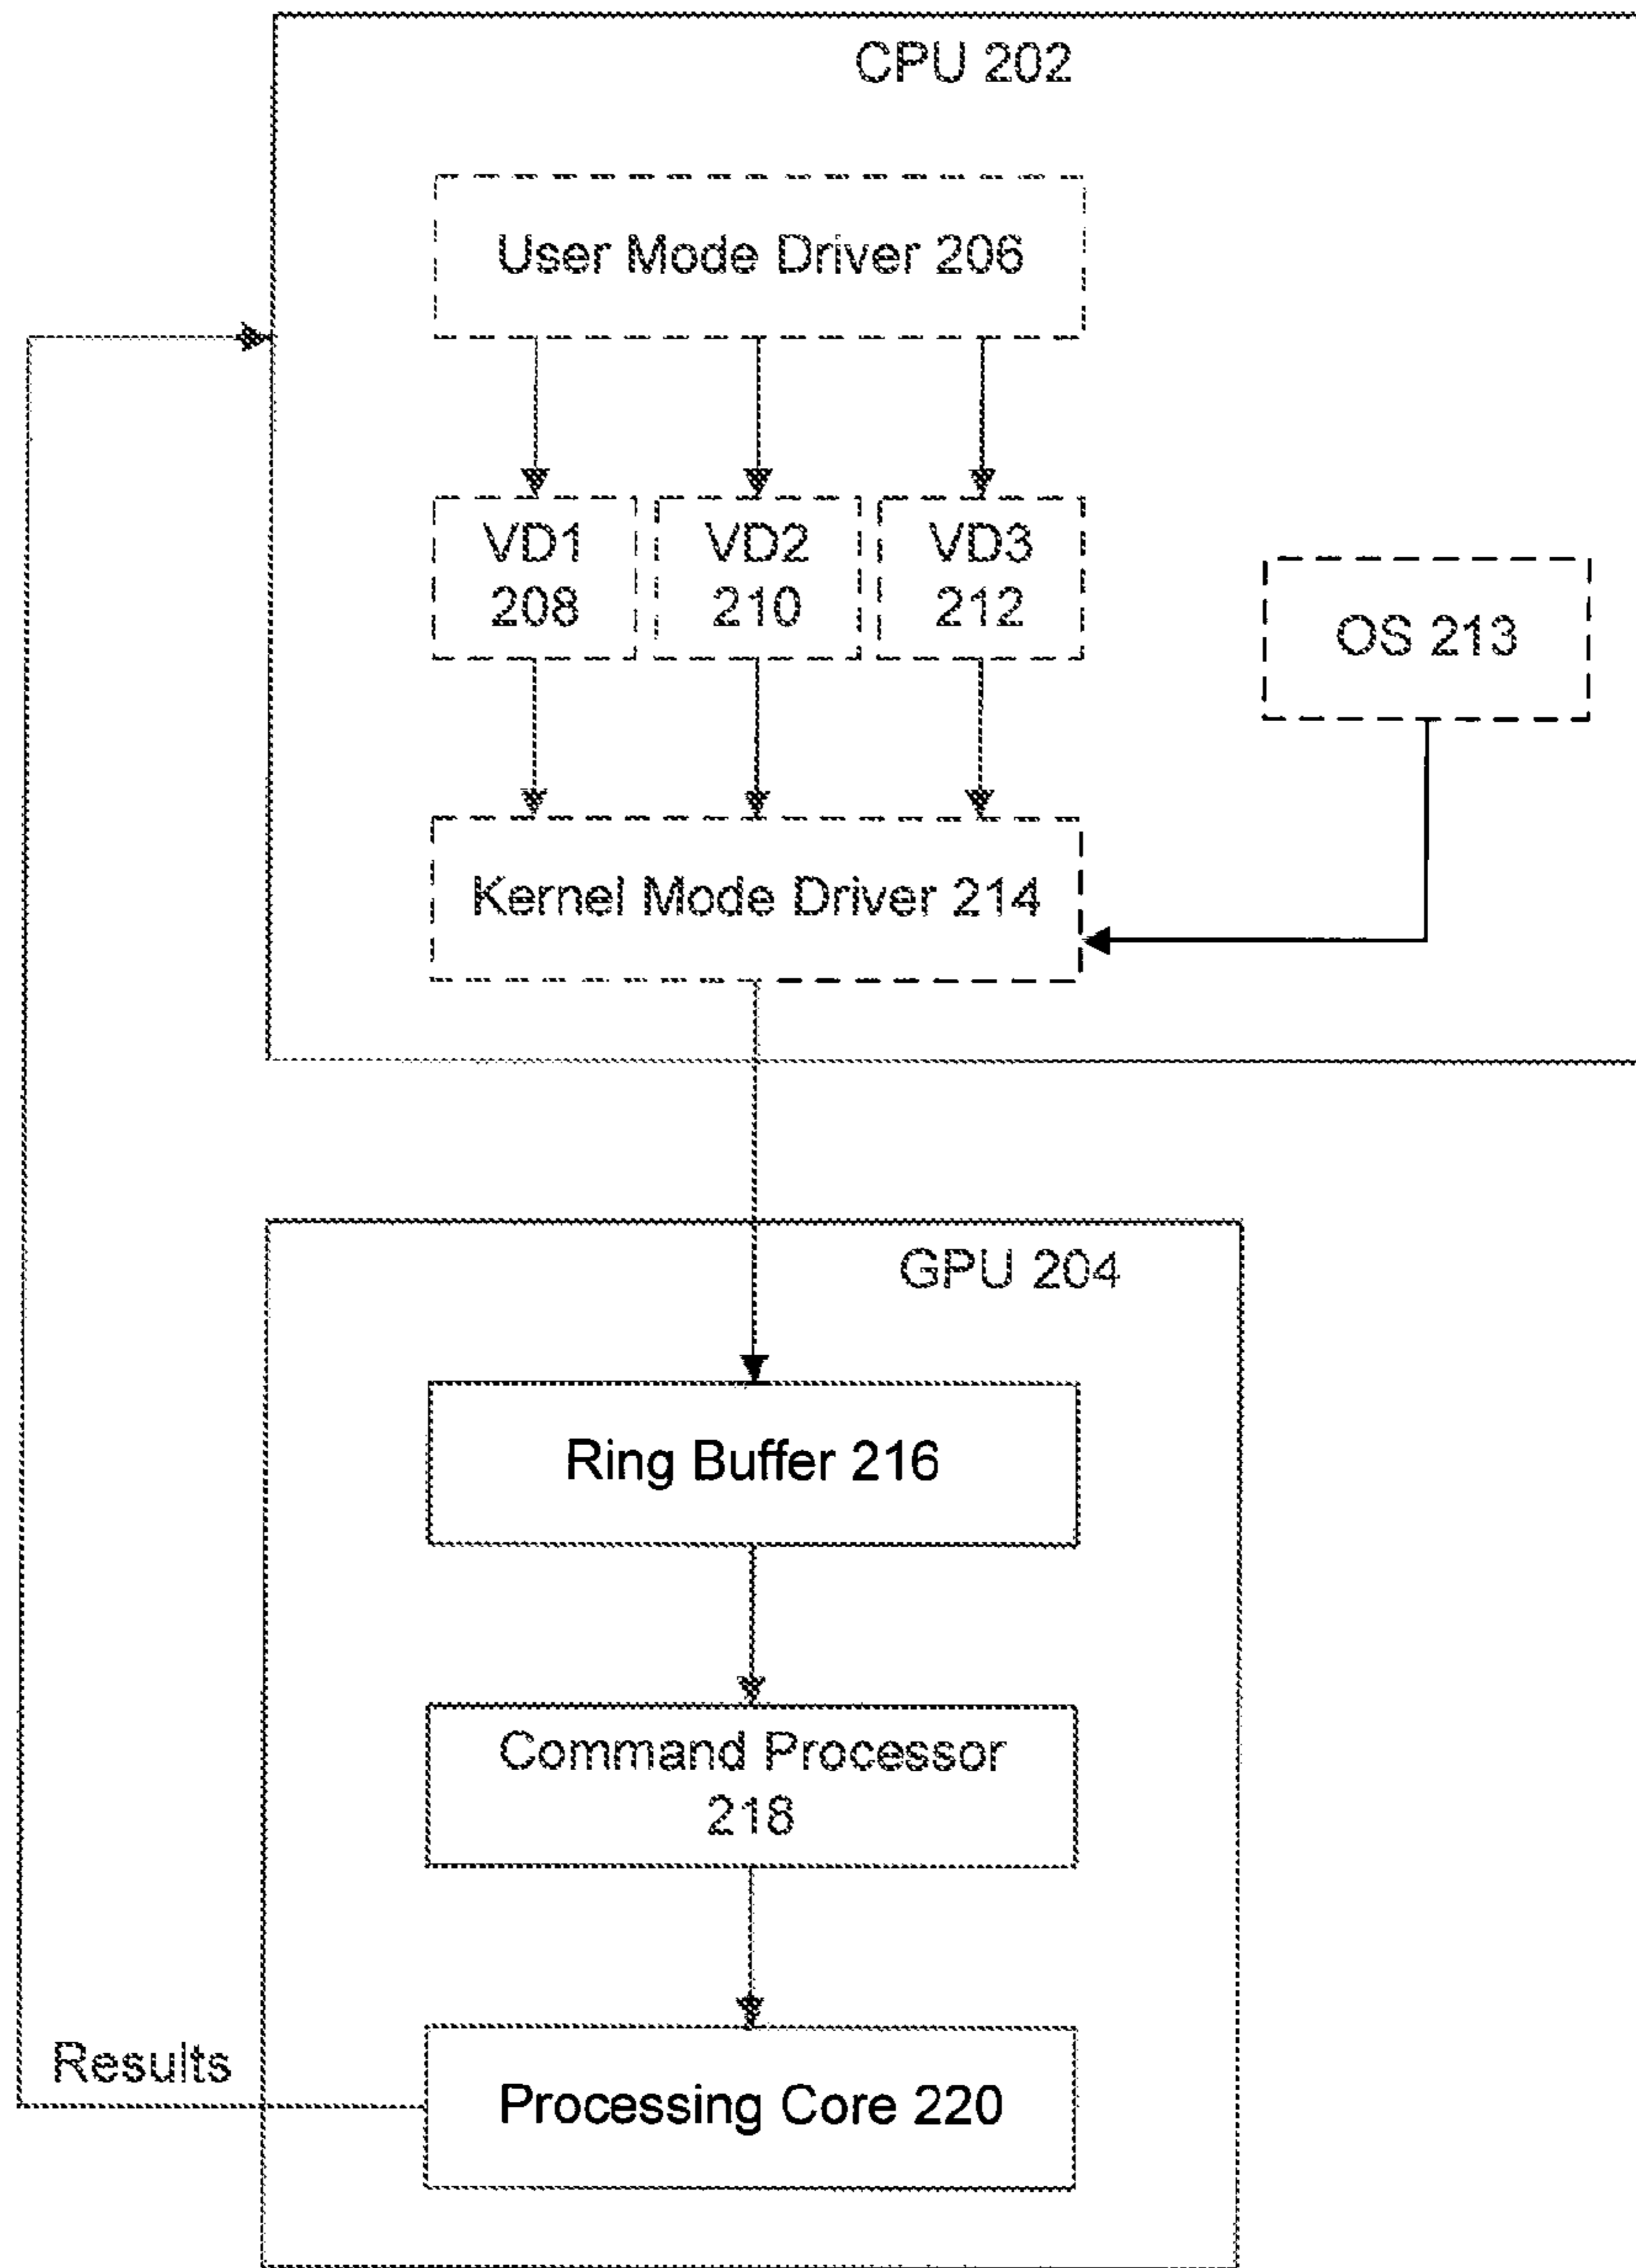 CPU 202
User Mode Driver 206
VD1
208
VD2
210
VD3
212
OS 213
Kernel Mode Driver 214
GPU 204
Ring Buffer 216
Command Processor
218
Results
Processing Core 220